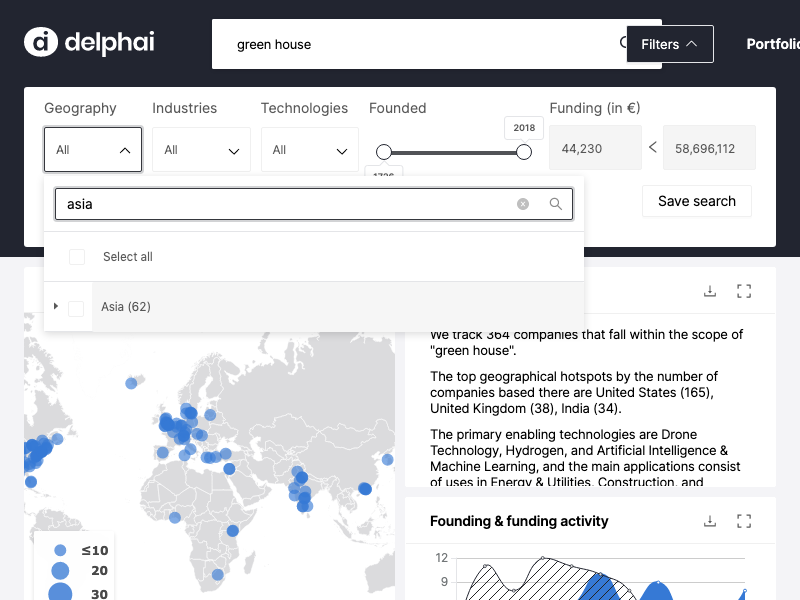 delphai
green house
Filters
Portfolio
Geography
Industries
Technologies
Founded
Funding (in €)
All
All
All
2018
44,230
<
58,696,112
asia
Save search
Select all
Asia (62)
We track 364 companies that fall within the scope of
"green house".
The top geographical hotspots by the number of
companies based there are United States (165),
United Kingdom (38), India (34).
The primary enabling technologies are Drone
Technology, Hydrogen, and Artificial Intelligence &
Machine Learning, and the main applications consist
of uses in Energy & Utilities, Construction, and
Founding & funding activity
≤10
20
30
12
9